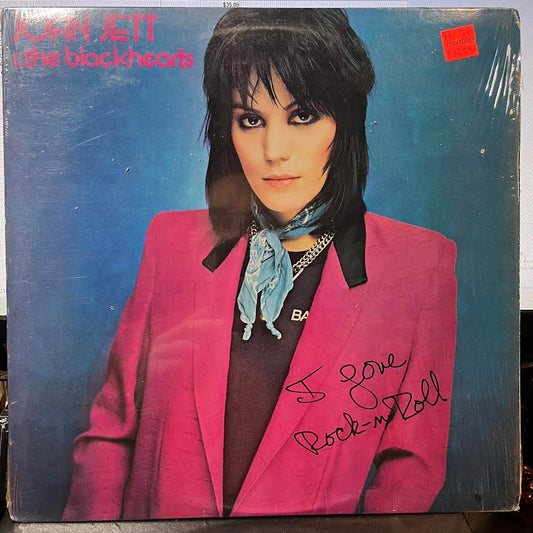 $35.00
JOAN JETT
& the blackhearts
BA
I love
Rock-n Roll